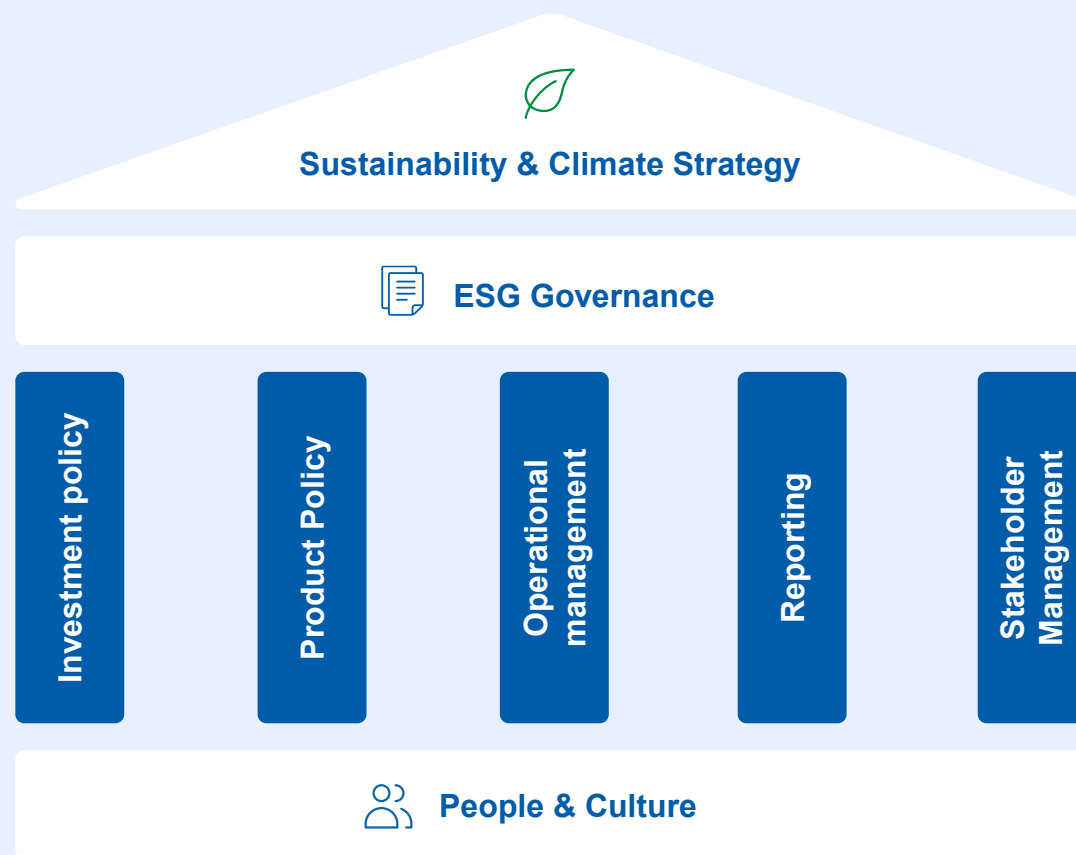 Sustainability & Climate Strategy
ESG Governance
Investment policy
Product Policy
Operational
management
Reporting
Stakeholder
Management
People & Culture